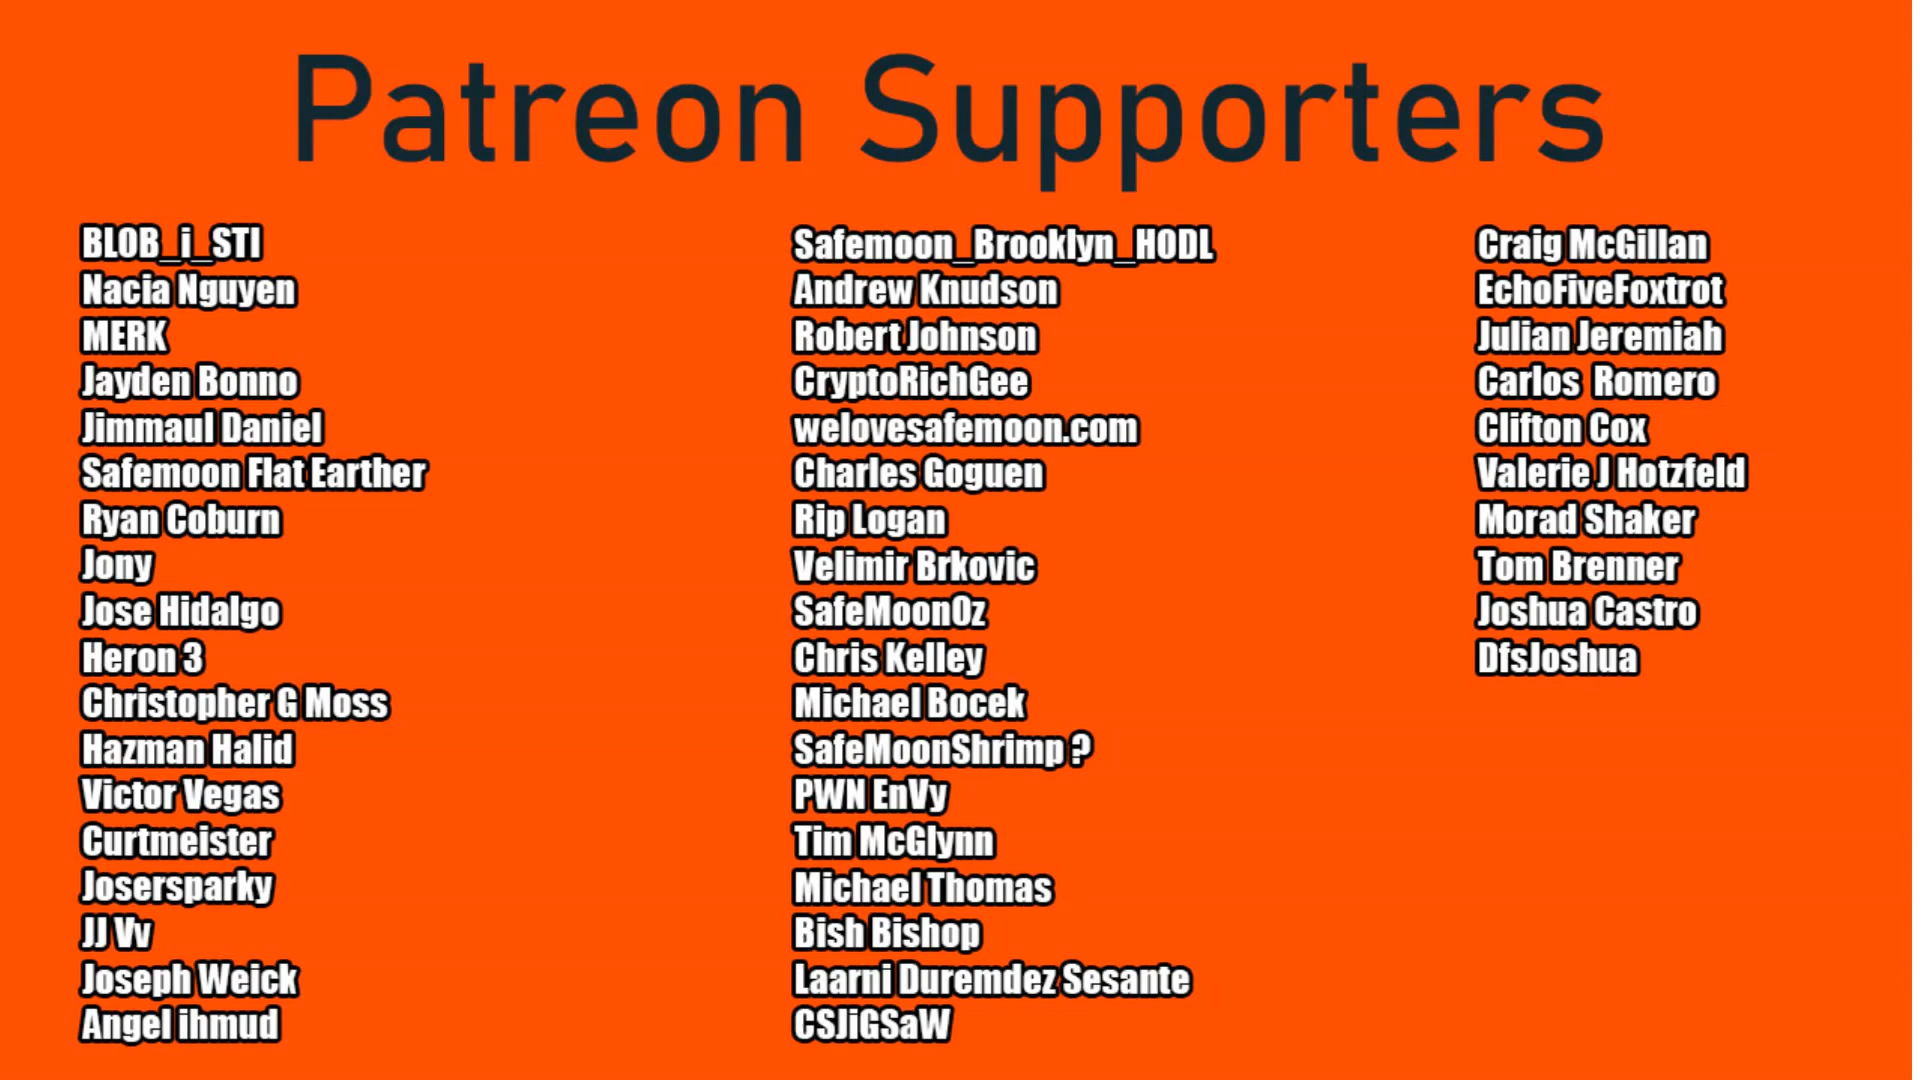 Patreon Supporters
BLOB_i_STI
Nacia Nguyen
MERK
Jayden Bonno
Jimmaul Daniel
Safemoon Flat Earther
Ryan Coburn
Jony
Jose Hidalgo
Heron 3
Christopher G Moss
Hazman Halid
Victor Vegas
Curtmeister
Josersparky
JJ Vv
Joseph Weick
Angel ihmud
Safemoon_Brooklyn_HODL
Andrew Knudson
Robert Johnson
CryptoRichGee
welovesafemoon.com
Charles Goguen
Rip Logan
Velimir Brkovic
SafeMoonOz
Chris Kelley
Michael Bocek
SafeMoonShrimp ?
PWN EnVy
Tim McGlynn
Michael Thomas
Bish Bishop
Laarni Duremdez Sesante
CSJiGSaW
Craig McGillan
EchoFiveFoxtrot
Julian Jeremiah
Carlos Romero
Clifton Cox
Valerie J Hotzfeld
Morad Shaker
Tom Brenner
Joshua Castro
DfsJoshua